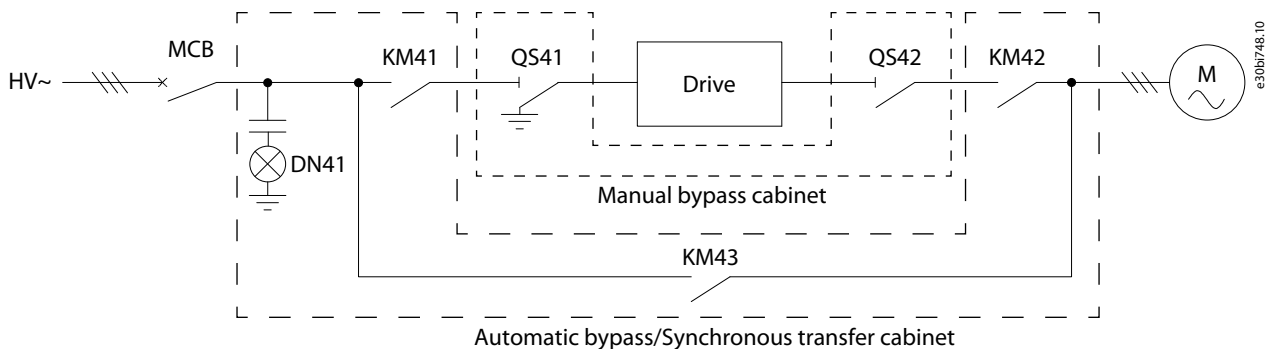 MCB
KM41
QS41
QS42
KM42
HV~
Drive
M
DN41
Manual bypass cabinet
KM43
Automatic bypass/Synchronous transfer cabinet
e30bi748.10